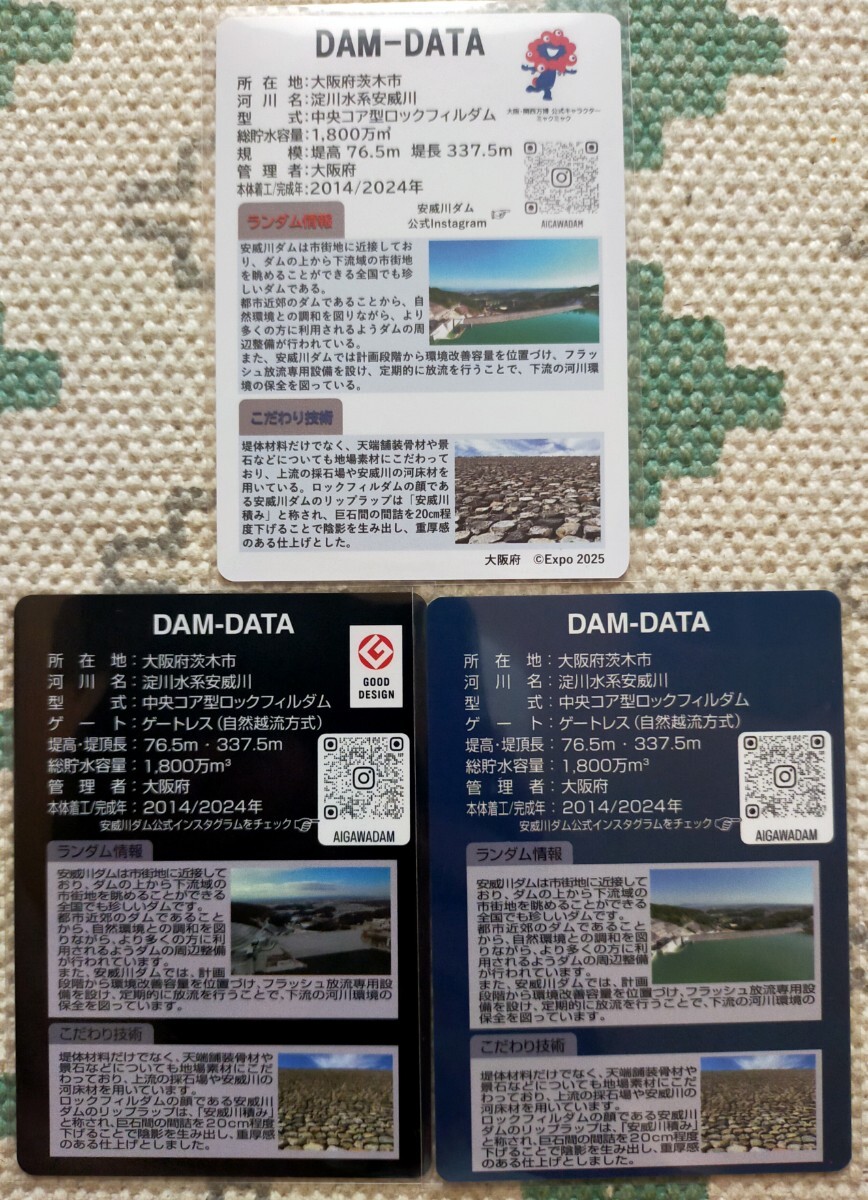 DAM-DATA
所在地:大阪府茨木市
河川名:淀川水系安威川
型式:中央コア型ロックフィルダム
総貯水容量:1,800万㎥
規模:堤高 76.5m 堤長 337.5m
管理者:大阪府
本体着工/完成年:2014/2024年
大阪・関西万博 公式キャラクター
ミャクミャク
安威川ダム
公式Instagram
AIGAWADAM
ランダム情報
安威川ダムは市街地に近接してお
り、ダムの上から下流域の市街地
を眺めることができる全国でも珍
しいダムである。
都市近郊のダムであることから、自
然環境との調和を図りながら、より
多くの方に利用されるようダムの周
辺整備が行われている。
また、安威川ダムでは計画段階から環境改善容量を位置づけ、フラッ
シュ放流専用設備を設け、定期的に放流を行うことで、下流の河川環
境の保全を図っている。
こだわり技術
堤体材料だけでなく、天端舗装骨材や景
石などについても地場素材にこだわって
おり、上流の採石場や安威川の河床材
を用いている。ロックフィルダムの顔であ
る安威川ダムのリップラップは「安威川
積み」と称され、巨石間の間詰を20cm程
度下げることで陰影を生み出し、重厚感
のある仕上げとした。
大阪府 ©Expo 2025
DAM-DATA
所在地:大阪府茨木市
河川名:淀川水系安威川
型式:中央コア型ロックフィルダム
ゲート:ゲートレス(自然越流方式)
堤高・堤頂長:76.5m・337.5m
総貯水容量:1,800万m³
管理者:大阪府
本体着工/完成年:2014/2024年
安威川ダム公式インスタグラムをチェック
GOOD
DESIGN
AIGAWADAM
ランダム情報
安威川ダムは市街地に近接して
おり、ダムの上から下流域の
市街地を眺めることができる
全国でも珍しいダムです。
都市近郊のダムであること
から、自然環境との調和を図
りながら、より多くの方に利
用されるようダムの周辺整備
が行われています。
また、安威川ダムでは、計画
段階から環境改善容量を位置づけ、フラッシュ放流専用設
備を設け、定期的に放流を行うことで、下流の河川環境の
保全を図っています。
こだわり技術
堤体材料だけでなく、天端舗装骨材や
景石などについても地場素材にこだ
わっており、上流の採石場や安威川の
河床材を用いています。
ロックフィルダムの顔である安威川
ダムのリップラップは、「安威川積み」
と称され、巨石間の間詰を20cm程度
下げることで陰影を生み出し、重厚感
のある仕上げとしました。
DAM-DATA
所在地:大阪府茨木市
河川名:淀川水系安威川
型式:中央コア型ロックフィルダム
ゲート:ゲートレス(自然越流方式)
堤高・堤頂長:76.5m・337.5m
総貯水容量:1,800万m³
管理者:大阪府
本体着工/完成年:2014/2024年
安威川ダム公式インスタグラムをチェック
AIGAWADAM
ランダム情報
安威川ダムは市街地に近接して
おり、ダムの上から下流域の
市街地を眺めることができる
全国でも珍しいダムです。
都市近郊のダムであること
から、自然環境との調和を図
りながら、より多くの方に利
用されるようダムの周辺整備
が行われています。
また、安威川ダムでは、計画
段階から環境改善容量を位置づけ、フラッシュ放流専用設
備を設け、定期的に放流を行うことで、下流の河川環境の
保全を図っています。
こだわり技術
堤体材料だけでなく、天端舗装骨材や
景石などについても地場素材にこだ
わっており、上流の採石場や安威川の
河床材を用いています。
ロックフィルダムの顔である安威川
ダムのリップラップは、「安威川積み」
と称され、巨石間の間詰を20cm程度
下げることで陰影を生み出し、重厚感
のある仕上げとしました。